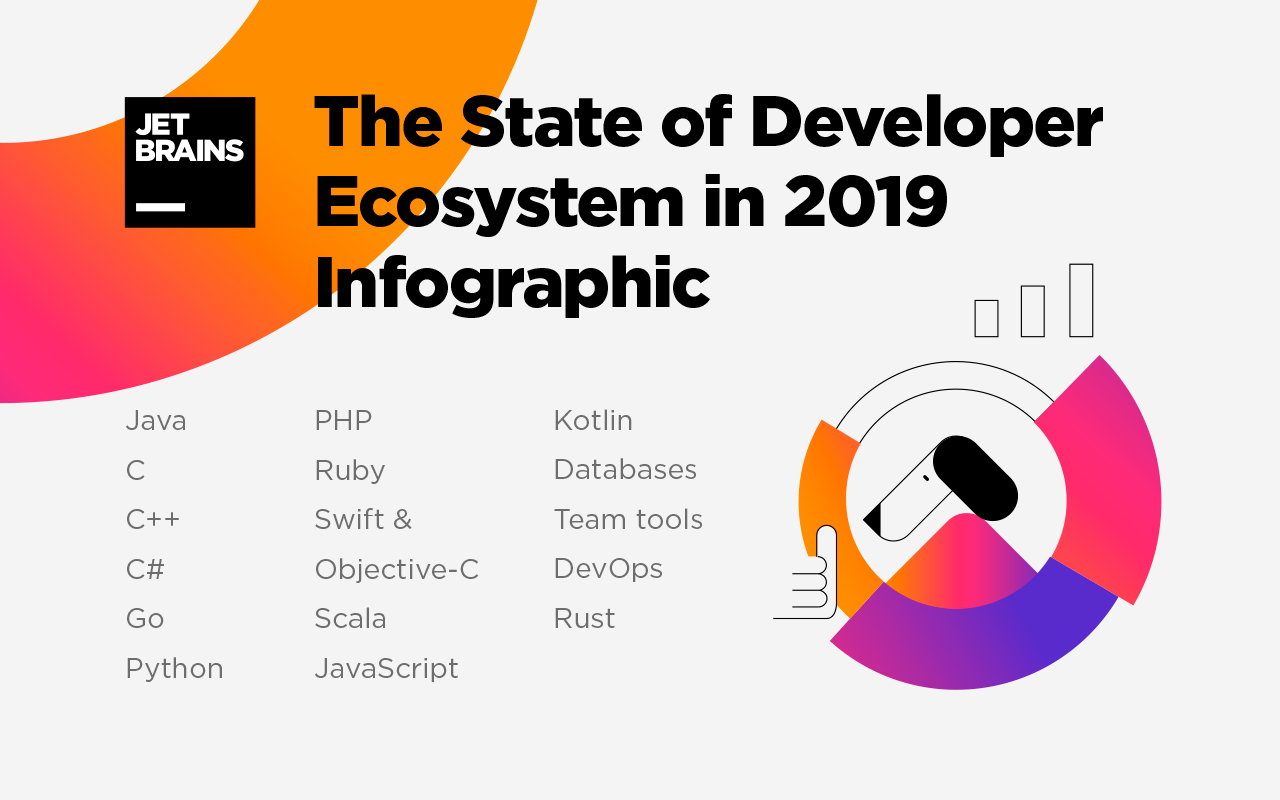 JET
BRAINS
The State of Developer
Ecosystem in 2019
Infographic
Java
C
C++
C#
Go
Python
PHP
Ruby
Swift &
Objective-C
Scala
JavaScript
Kotlin
Databases
Team tools
DevOps
Rust